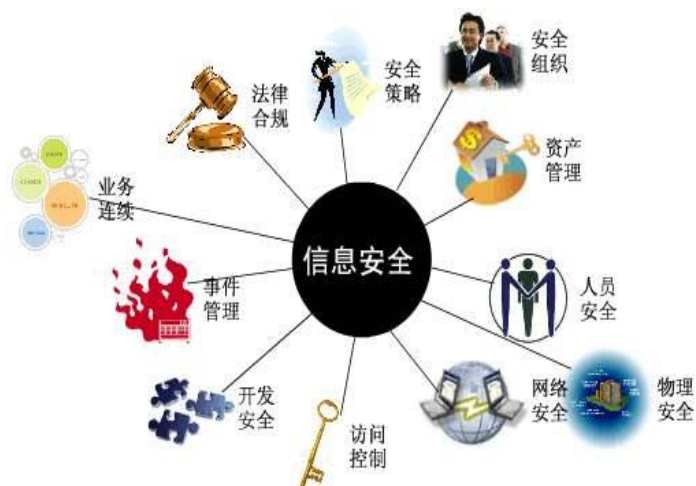 安全
组织
安全
策略
法律
合规
资产
管理
业务
连续
信息安全
事件
管理
人员
安全
开发
安全
访问
控制
网络
安全
物理
安全